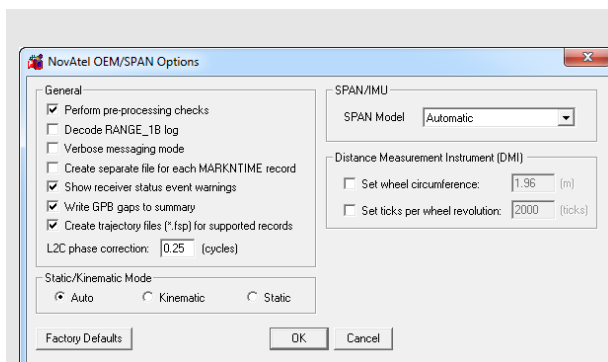 NovAtel OEM/SPAN Options
General
Perform pre-processing checks
Decode RANGE_1B log
Verbose messaging mode
Create separate file for each MARKNTIME record
Show receiver status event warnings
Write GPB gaps to summary
Create trajectory files (*.fsp) for supported records
L2C phase correction: 0.25 (cycles)
Static/Kinematic Mode
Auto Kinematic Static
SPAN/IMU
SPAN Model Automatic
Distance Measurement Instrument (DMI)
Set wheel circumference: 1.96 (m)
Set ticks per wheel revolution: 2000 (ticks)
Factory Defaults OK Cancel